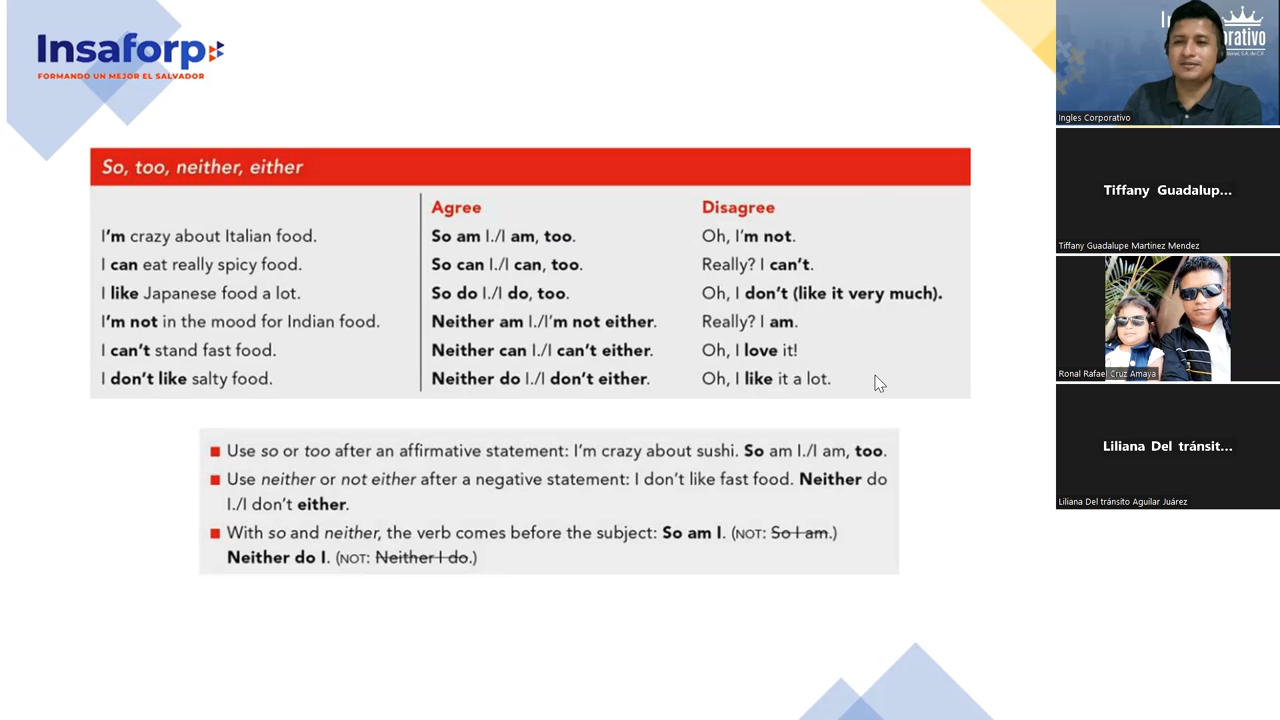 Insaforp
FORMANDO UN MEJOR EL SALVADOR
So, too, neither, either
Agree Disagree
I'm crazy about Italian food. So am I./I am, too. Oh, I'm not.
I can eat really spicy food. So can I./I can, too. Really? I can't.
I like Japanese food a lot. So do I./I do, too. Oh, I don't (like it very much).
I'm not in the mood for Indian food. Neither am I./I'm not either. Really? I am.
I can't stand fast food. Neither can I./I can't either. Oh, I love it!
I don't like salty food. Neither do I./I don't either. Oh, I like it a lot.
Use so or too after an affirmative statement: I'm crazy about sushi. So am I./I am, too.
Use neither or not either after a negative statement: I don't like fast food. Neither do
I./I don't either.
With so and neither, the verb comes before the subject: So am I. (NOT: So I am.)
Neither do I. (NOT: Neither I do.)
Ingles Corporativo
Tiffany Guadalup...
Tiffany Guadalupe Martinez Mendez
Ronal Rafael Cruz Amaya
Liliana Del tránsit...
Liliana Del tránsito Aguilar Juárez